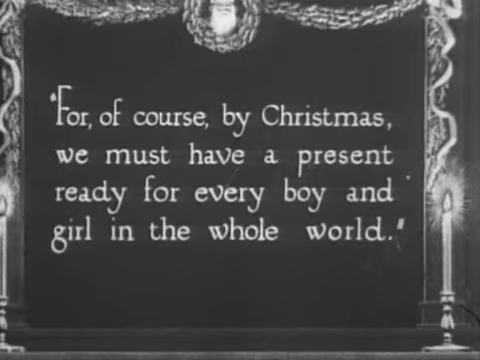 "For, of course, by Christmas,
we must have a present
ready for every boy and
girl in the whole world."